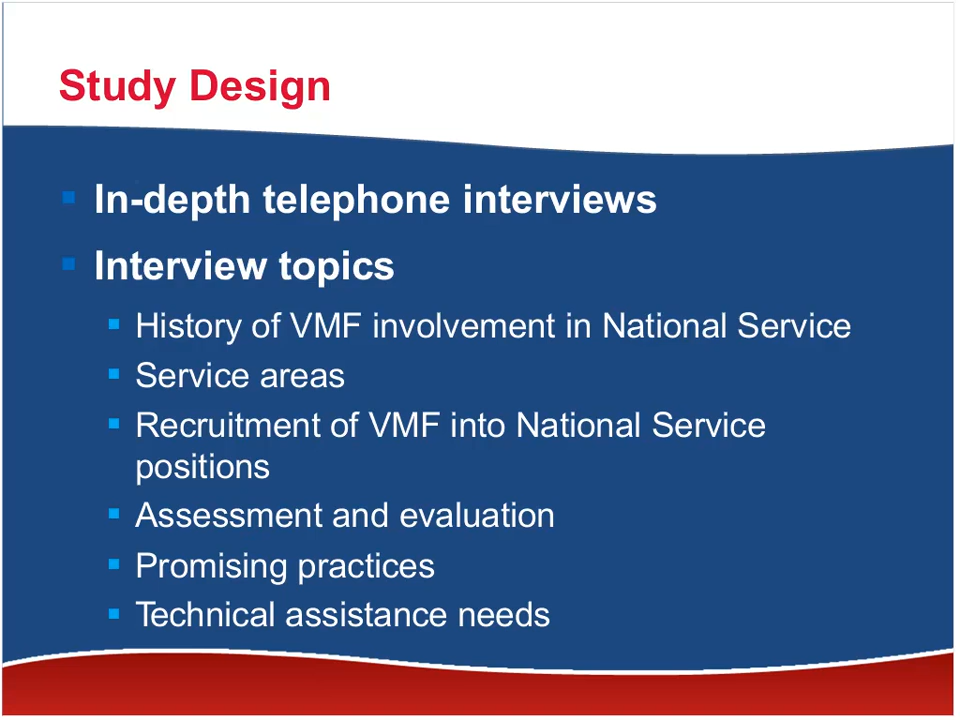 Study Design
In-depth telephone interviews
Interview topics
History of VMF involvement in National Service
Service areas
Recruitment of VMF into National Service
positions
Assessment and evaluation
Promising practices
Technical assistance needs